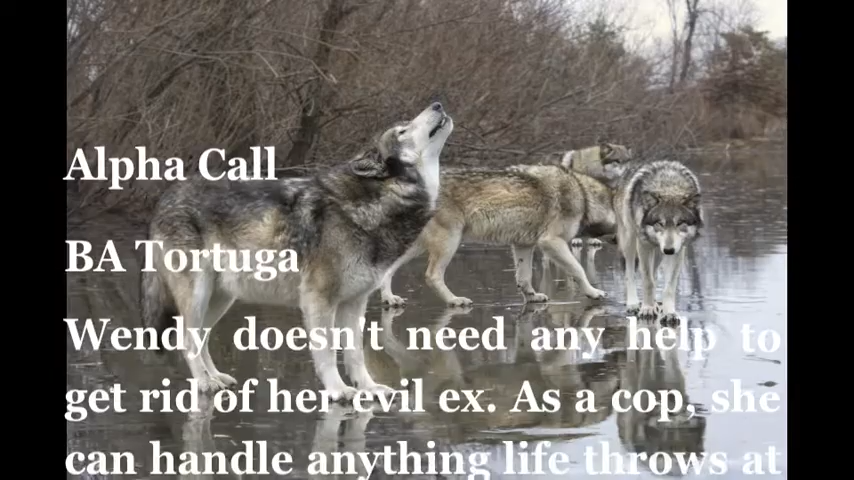 Alpha Call
BA Tortuga
Wendy doesn't need any help to
get rid of her evil ex. As a cop, she
can handle anything life throws at